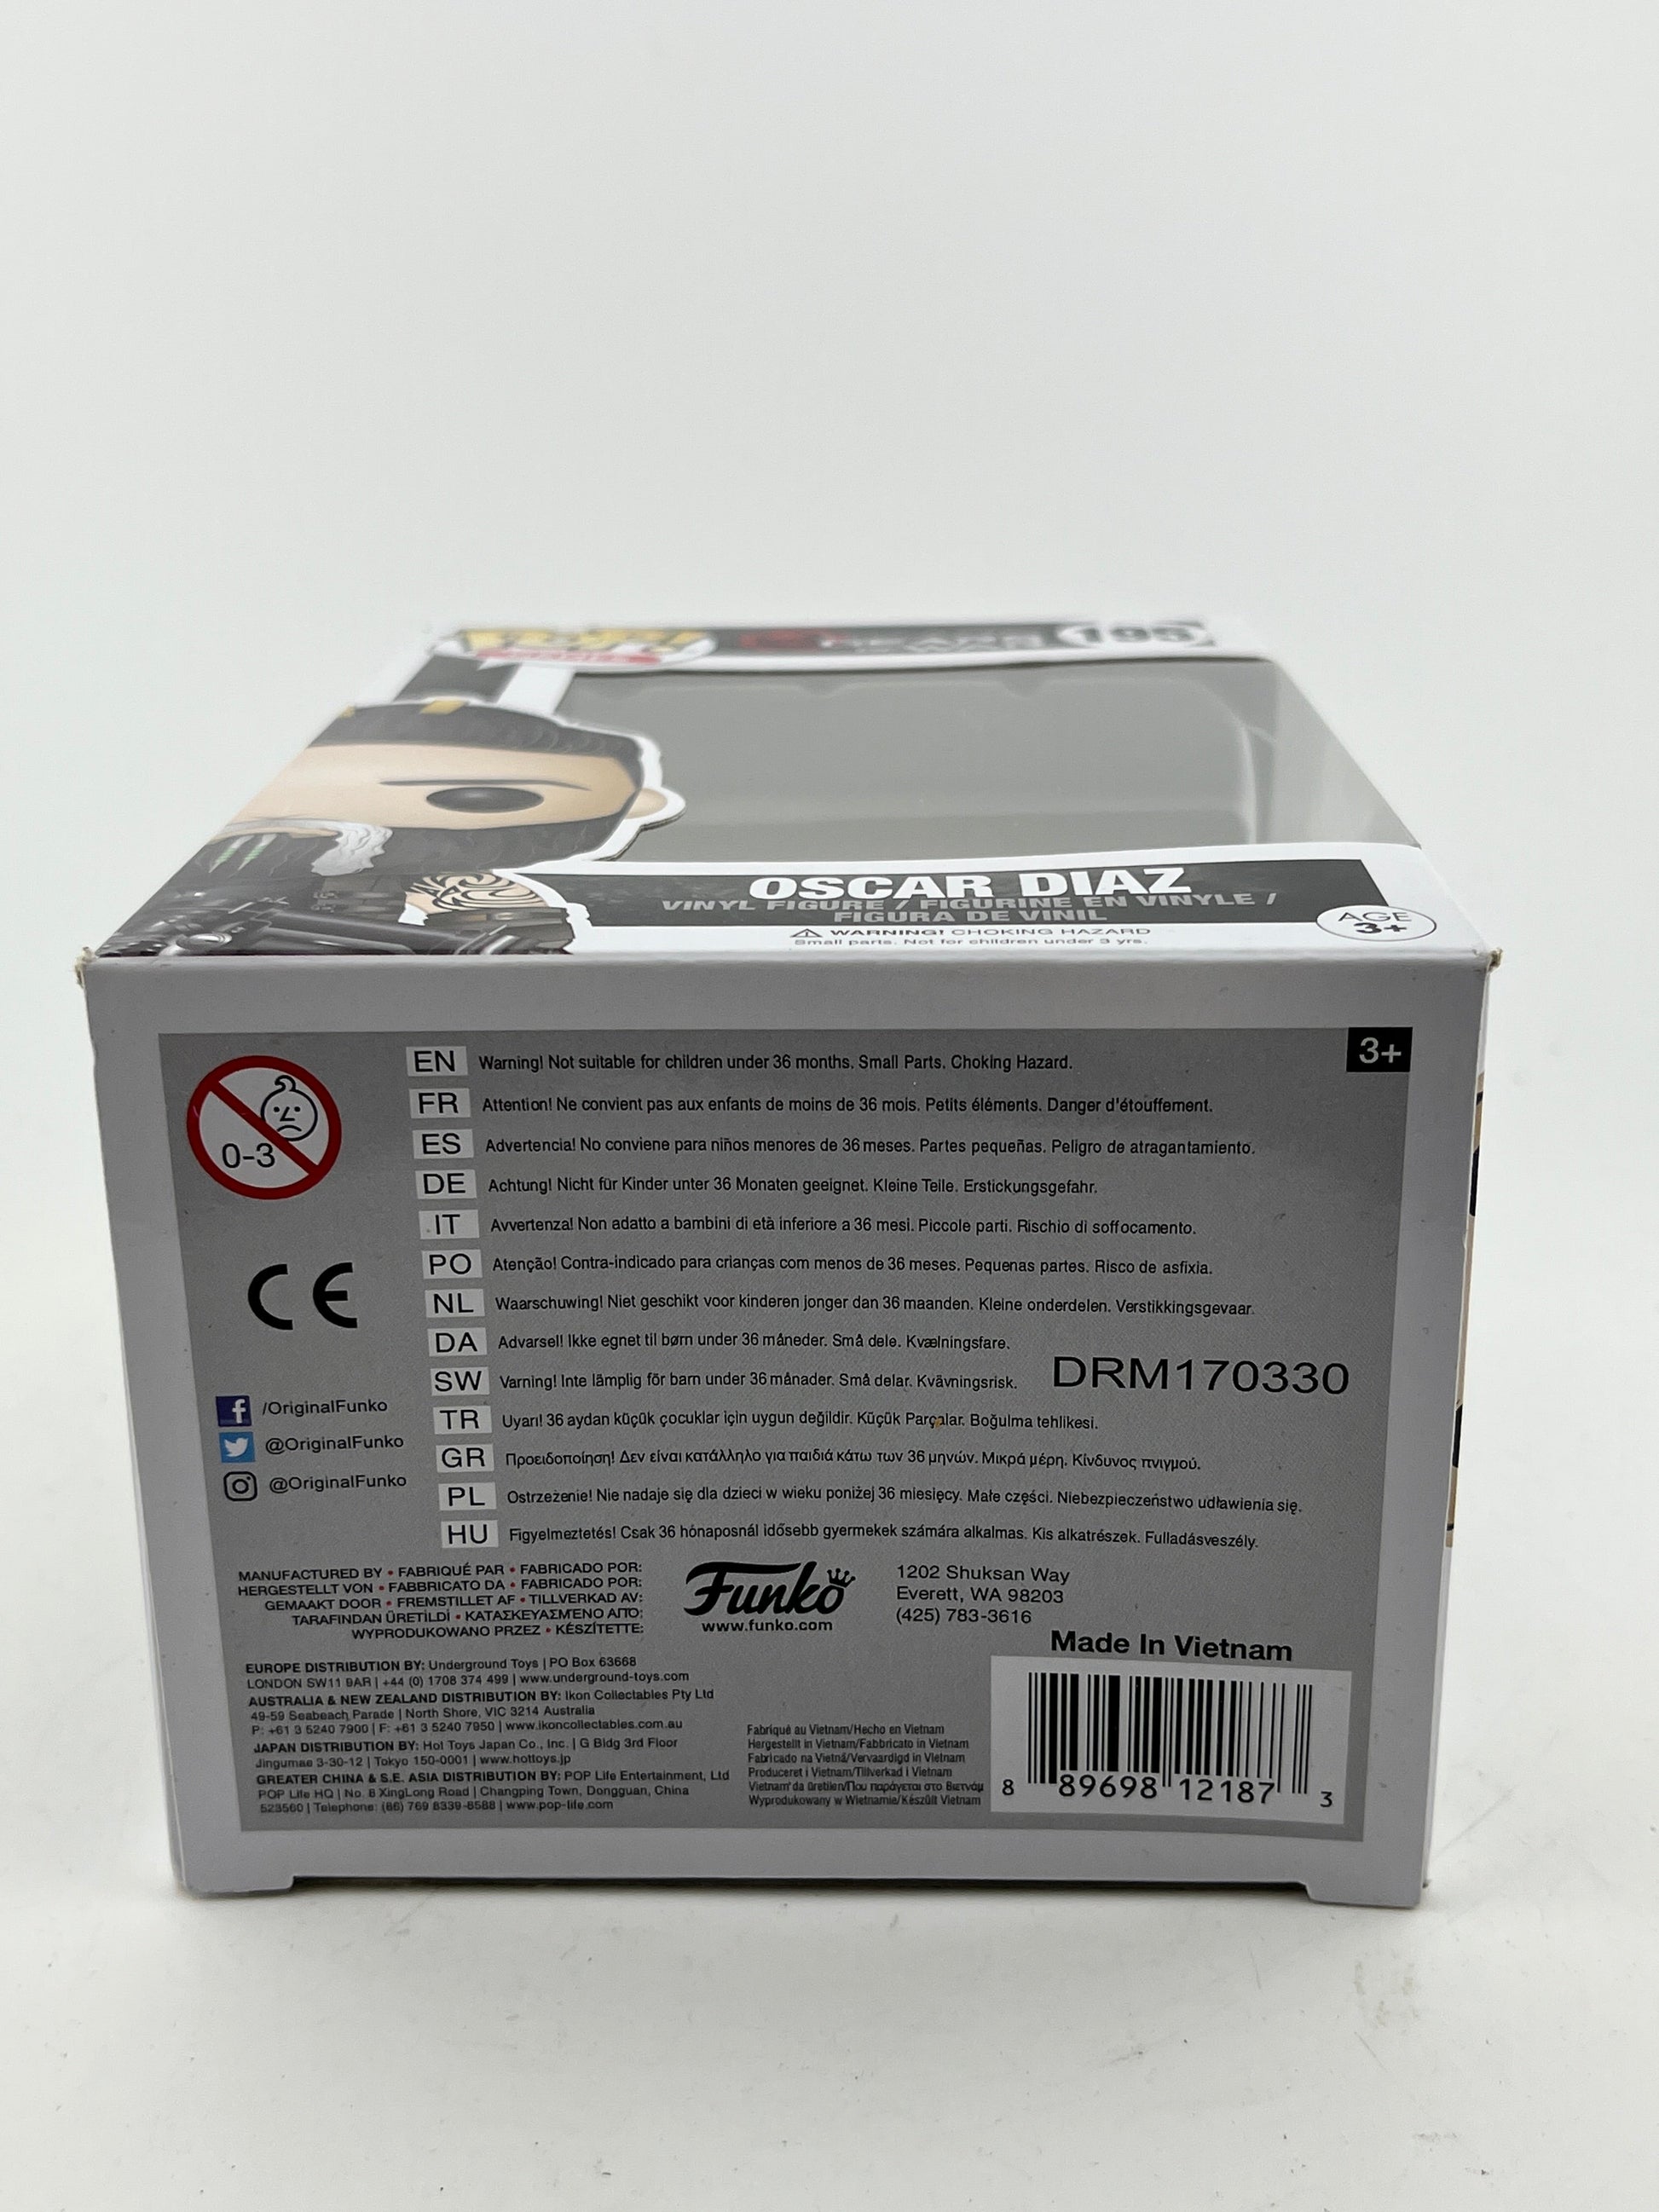 POP!
GEARS OF WAR
195
OSCAR DIAZ
VINYL FIGURE / FIGURINE EN VINYLE /
FIGURA DE VINIL
WARNING! CHOKING HAZARD
Small parts. Not for children under 3 yrs.
AGE
3+
3+
0-3
EN Warning! Not suitable for children under 36 months. Small Parts. Choking Hazard.
FR Attention! Ne convient pas aux enfants de moins de 36 mois. Petits éléments. Danger d'étouffement.
ES Advertencia! No conviene para niños menores de 36 meses. Partes pequeñas. Peligro de atragantamiento.
DE Achtung! Nicht für Kinder unter 36 Monaten geeignet. Kleine Teile. Erstickungsgefahr.
IT Avvertenza! Non adatto a bambini di età inferiore a 36 mesi. Piccole parti. Rischio di soffocamento.
PO Atenção! Contra-indicado para crianças com menos de 36 meses. Pequenas partes. Risco de asfixia.
NL Waarschuwing! Niet geschikt voor kinderen jonger dan 36 maanden. Kleine onderdelen. Verstikkingsgevaar.
DA Advarsel! Ikke egnet til børn under 36 måneder. Små dele. Kvælningsfare.
SW Varning! Inte lämplig för barn under 36 månader. Små delar. Kvävningsrisk.
DRM170330
TR Uyarı! 36 aydan küçük çocuklar için uygun değildir. Küçük Parçalar. Boğulma tehlikesi.
GR Προειδοποίηση! Δεν είναι κατάλληλο για παιδιά κάτω των 36 μηνών. Μικρά μέρη. Κίνδυνος πνιγμού.
PL Ostrzeżenie! Nie nadaje się dla dzieci w wieku poniżej 36 miesięcy. Małe części. Niebezpieczeństwo udławienia się.
HU Figyelmeztetés! Csak 36 hónaposnál idősebb gyermekek számára alkalmas. Kis alkatrészek. Fulladásveszély.
CE
/OriginalFunko
@OriginalFunko
@OriginalFunko
MANUFACTURED BY • FABRIQUÉ PAR • FABRICADO POR:
HERGESTELLT VON • FABBRICATO DA • FABRICADO POR:
GEMAAKT DOOR • FREMSTILLET AF • TILLVERKAD AV:
TARAFINDAN ÜRETİLDİ • ΚΑΤΑΣΚΕΥΑΣΜΈΝΟ ΑΠΌ:
WYPRODUKOWANO PRZEZ • KÉSZÍTETTE:
Funko
www.funko.com
1202 Shuksan Way
Everett, WA 98203
(425) 783-3616
Made In Vietnam
EUROPE DISTRIBUTION BY: Underground Toys | PO Box 63668
LONDON SW11 9AR | +44 (0) 1708 374 499 | www.underground-toys.com
AUSTRALIA & NEW ZEALAND DISTRIBUTION BY: Ikon Collectables Pty Ltd
49-59 Seabeach Parade | North Shore, VIC 3214 Australia
P: +61 3 5240 7900 | F: +61 3 5240 7950 | www.ikoncollectables.com.au
JAPAN DISTRIBUTION BY: Hot Toys Japan Co., Inc. | G Bldg 3rd Floor
Jingumae 3-30-12 | Tokyo 150-0001 | www.hottoys.jp
GREATER CHINA & S.E. ASIA DISTRIBUTION BY: POP Life Entertainment, Ltd
POP Life HQ | No. 8 XingLong Road | Changping Town, Dongguan, China
523560 | Telephone: (86) 769 8339-8588 | www.pop-life.com
Fabriqué au Vietnam/Hecho en Vietnam
Hergestellt in Vietnam/Fabbricato in Vietnam
Fabricado na Vietnã/Vervaardigd in Vietnam
Produceret i Vietnam/Tillverkad i Vietnam
Vietnam'da üretilen/Που παράγεται στο Βιετνάμ
Wyprodukowany w Wietnamie/Készült Vietnam
8 89698 12187 3